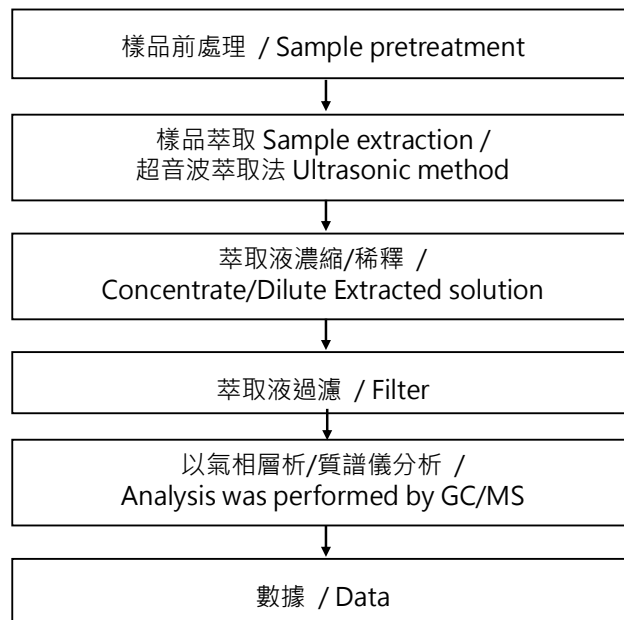 樣品前處理 / Sample pretreatment
樣品萃取 Sample extraction /
超音波萃取法 Ultrasonic method
萃取液濃縮/稀釋 /
Concentrate/Dilute Extracted solution
萃取液過濾 / Filter
以氣相層析/質譜儀分析 /
Analysis was performed by GC/MS
數據 / Data